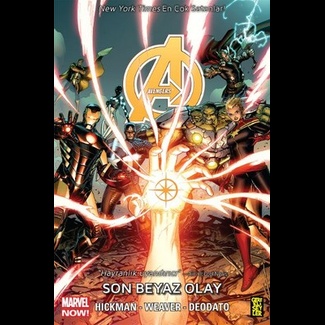 New York Times En Çok Satanlar!
A
AVENGERS
"Hayranlık uyandırıcı"
SON BEYAZ OLAY
HICKMAN · WEAVER · DEODATO
MARVEL
NOW!